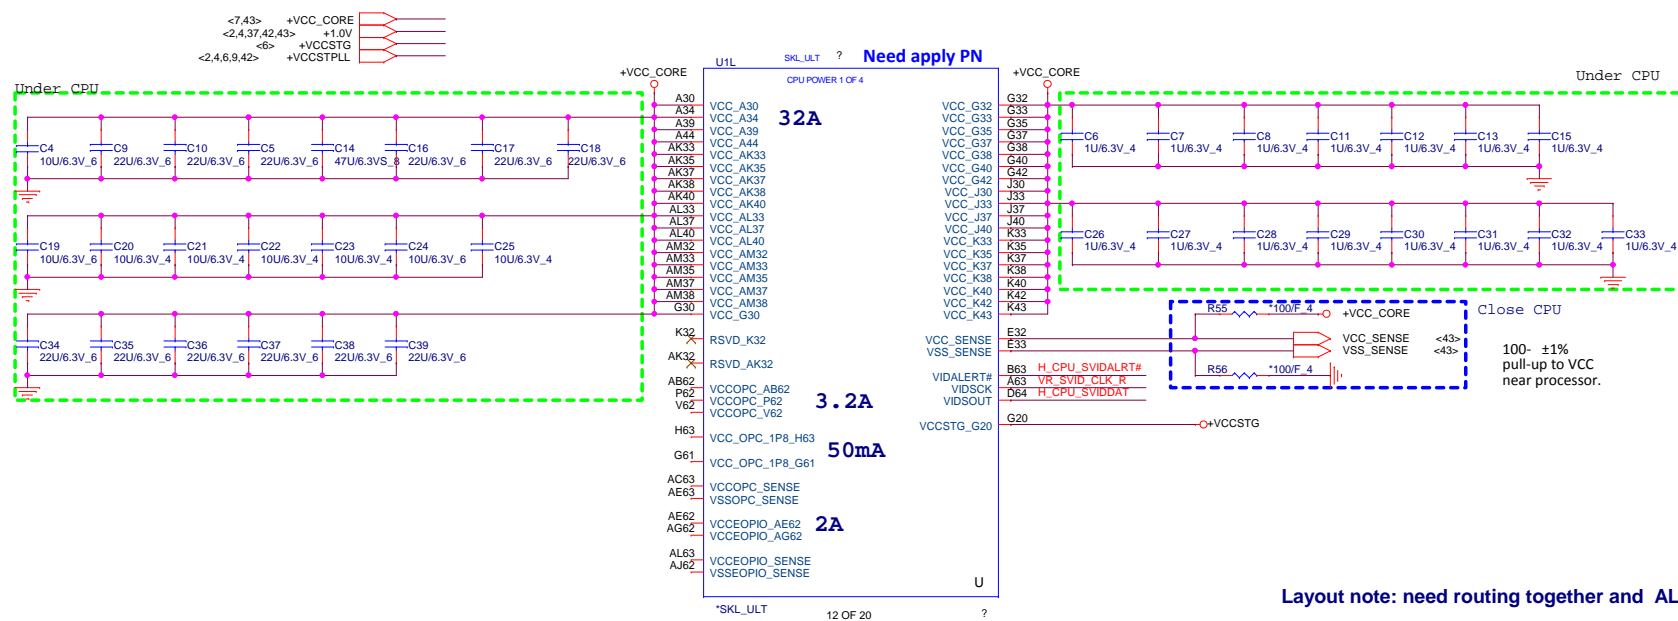 <7,43> +VCC_CORE
<2,4,37,42,43> +1.0V
<6> +VCCSTG
<2,4,6,9,42> +VCCSTPLL
Under CPU
+VCC_CORE
U1L
SKL_ULT ? Need apply PN
CPU POWER 1 OF 4
+VCC_CORE
Under CPU
32A
A30 VCC_A30
A34 VCC_A34
A39 VCC_A39
A44 VCC_A44
AK33 VCC_AK33
AK35 VCC_AK35
AK37 VCC_AK37
AK38 VCC_AK38
AK40 VCC_AK40
AL33 VCC_AL33
AL37 VCC_AL37
AL40 VCC_AL40
AM32 VCC_AM32
AM33 VCC_AM33
AM35 VCC_AM35
AM37 VCC_AM37
AM38 VCC_AM38
G30 VCC_G30
K32 RSVD_K32
AK32 RSVD_AK32
AB62 VCCOPC_AB62
P62 VCCOPC_P62
V62 VCCOPC_V62
3.2A
H63 VCC_OPC_1P8_H63
50mA
G61 VCC_OPC_1P8_G61
AC63 VCCOPC_SENSE
AE63 VSSOPC_SENSE
AE62 VCCEOPIO_AE62
AG62 VCCEOPIO_AG62
2A
AL63 VCCEOPIO_SENSE
AJ62 VSSEOPIO_SENSE
VCC_G32 G32
VCC_G33 G33
VCC_G35 G35
VCC_G37 G37
VCC_G38 G38
VCC_G40 G40
VCC_G42 G42
VCC_J30 J30
VCC_J33 J33
VCC_J37 J37
VCC_J40 J40
VCC_K33 K33
VCC_K35 K35
VCC_K37 K37
VCC_K38 K38
VCC_K40 K40
VCC_K42 K42
VCC_K43 K43
VCC_SENSE E32
VSS_SENSE E33
VIDALERT# B63 H_CPU_SVIDALRT#
VIDSCK A63 VR_SVID_CLK_R
VIDSOUT D64 H_CPU_SVIDDAT
VCCSTG_G20 G20 +VCCSTG
U
*SKL_ULT
12 OF 20
?
C4 C9 C10 C5 C14 C16 C17 C18
10U/6.3V_6 22U/6.3V_6 22U/6.3V_6 22U/6.3V_6 47U/6.3VS_8 22U/6.3V_6 22U/6.3V_6 22U/6.3V_6
C19 C20 C21 C22 C23 C24 C25
10U/6.3V_4 10U/6.3V_4 10U/6.3V_4 10U/6.3V_4 10U/6.3V_4 10U/6.3V_4 10U/6.3V_4
C34 C35 C36 C37 C38 C39
22U/6.3V_6 22U/6.3V_6 22U/6.3V_6 22U/6.3V_6 22U/6.3V_6 22U/6.3V_6
C6 C7 C8 C11 C12 C13 C15
1U/6.3V_4 1U/6.3V_4 1U/6.3V_4 1U/6.3V_4 1U/6.3V_4 1U/6.3V_4 1U/6.3V_4
C26 C27 C28 C29 C30 C31 C32 C33
1U/6.3V_4 1U/6.3V_4 1U/6.3V_4 1U/6.3V_4 1U/6.3V_4 1U/6.3V_4 1U/6.3V_4 1U/6.3V_4
R55 *100/F_4 +VCC_CORE
Close CPU
VCC_SENSE <43>
VSS_SENSE <43>
R56 *100/F_4
100- ±1%
pull-up to VCC
near processor.
Layout note: need routing together and AL